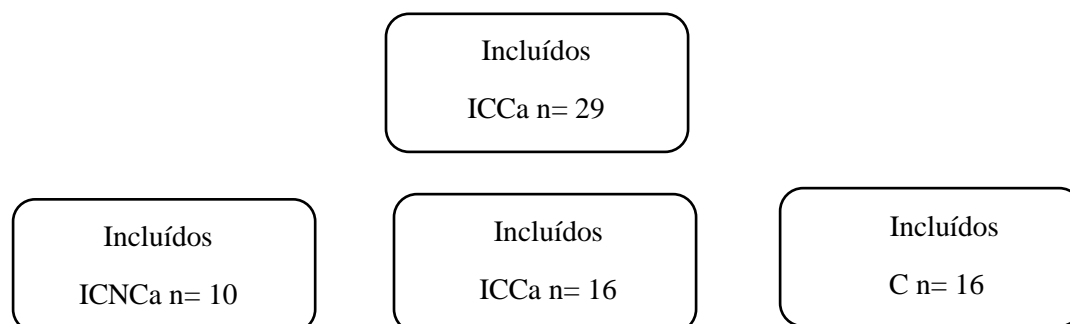 Incluídos
ICCa n= 29
Incluídos
ICNCa n= 10
Incluídos
ICCa n= 16
Incluídos
C n= 16